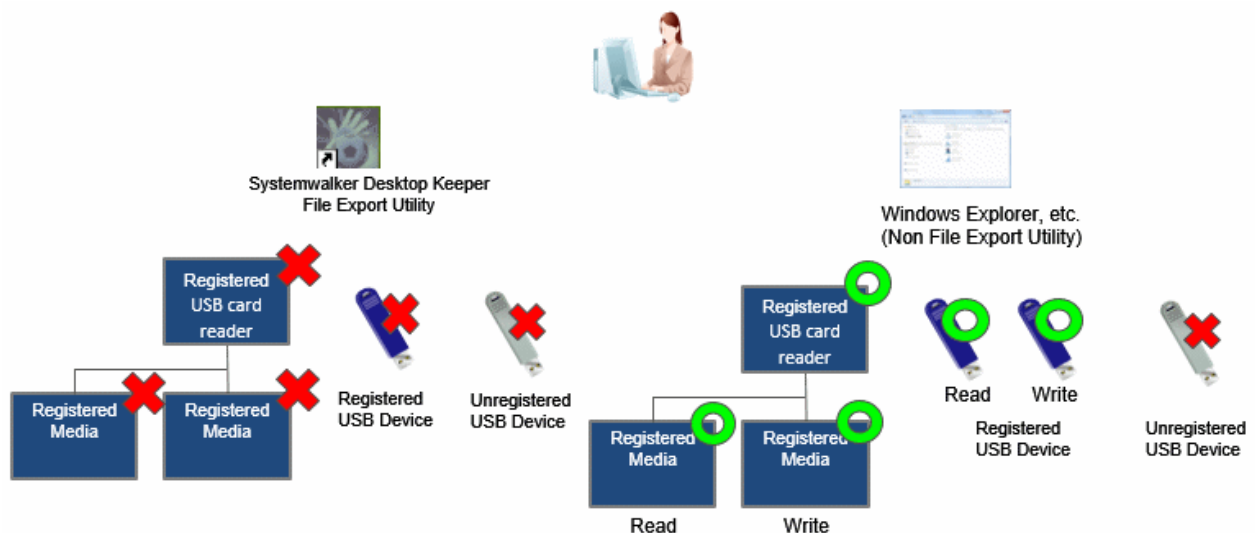 Systemwalker Desktop Keeper
File Export Utility
Windows Explorer, etc.
(Non File Export Utility)
Registered
USB card
reader
Registered
Media
Registered
Media
Registered
USB Device
Unregistered
USB Device
Registered
USB card
reader
Registered
Media
Registered
Media
Read
Write
Read
Write
Registered
USB Device
Unregistered
USB Device